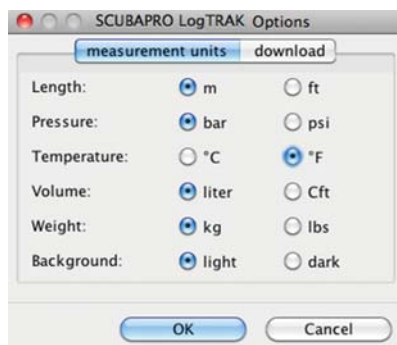 SCUBAPRO LogTRAK Options
measurement units download
Length: m ft
Pressure: bar psi
Temperature: °C °F
Volume: liter Cft
Weight: kg lbs
Background: light dark
OK Cancel